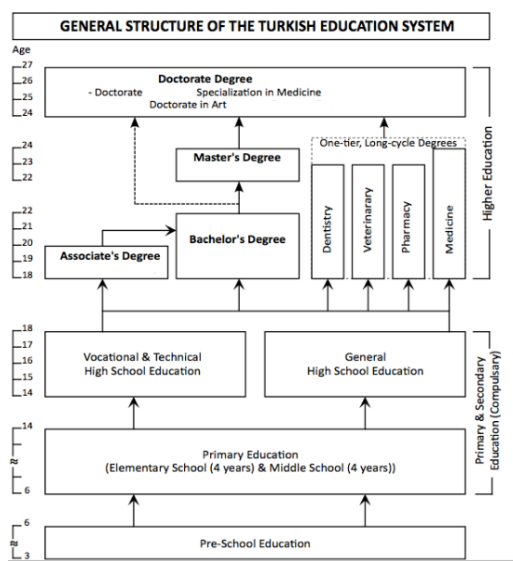 GENERAL STRUCTURE OF THE TURKISH EDUCATION SYSTEM
Age
27
26
25
24
Doctorate Degree
- Doctorate Specialization in Medicine
Doctorate in Art
24
23
22
Master's Degree
One-tier, Long-cycle Degrees
22
21
20
19
18
Associate's Degree
Bachelor's Degree
Dentistry
Veterinarary
Pharmacy
Medicine
Higher Education
18
17
16
15
14
Vocational & Technical
High School Education
General
High School Education
14
≈
6
Primary Education
(Elementary School (4 years) & Middle School (4 years))
Primary & Secondary
Education (Compulsary)
6
≈
3
Pre-School Education